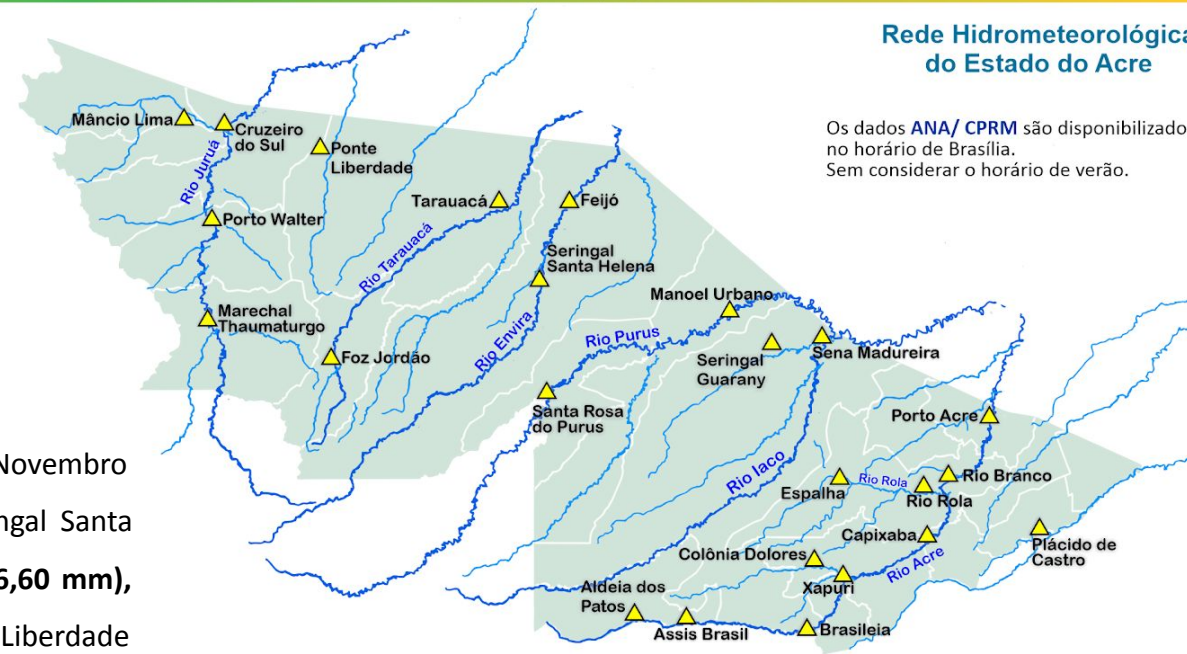 Rede Hidrometeorológica
do Estado do Acre
Os dados ANA/ CPRM são disponibilizado
no horário de Brasília.
Sem considerar o horário de verão.
Mâncio Lima
Cruzeiro
do Sul
Ponte
Liberdade
Rio Juruá
Porto Walter
Tarauacá
Feijó
Rio Tarauacá
Seringal
Santa Helena
Marechal
Thaumaturgo
Foz Jordão
Rio Envira
Manoel Urbano
Rio Purus
Seringal
Guarany
Sena Madureira
Santa Rosa
do Purus
Porto Acre
Rio Iaco
Espalha
Rio Rola
Rio Branco
Rio Rola
Capixaba
Plácido de
Castro
Colônia Dolores
Rio Acre
Xapuri
Aldeia dos
Patos
Assis Brasil
Brasileia
Novembro
ngal Santa
6,60 mm),
Liberdade